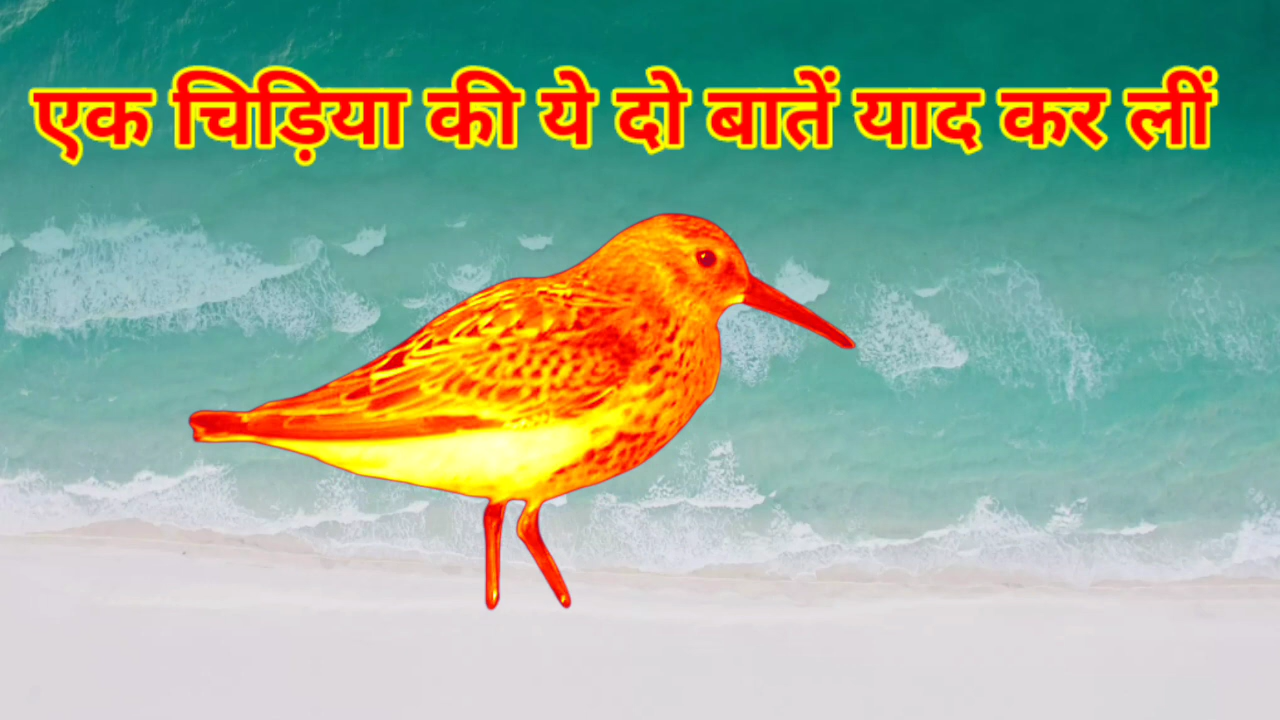 एक चिड़िया की ये दो बातें याद कर लीं